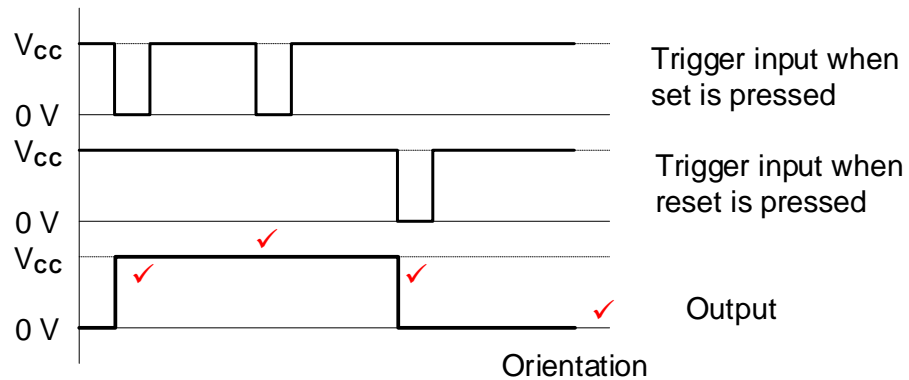 VCC
Trigger input when
set is pressed
0 V
VCC
Trigger input when
reset is pressed
0 V
VCC
Output
0 V
Orientation